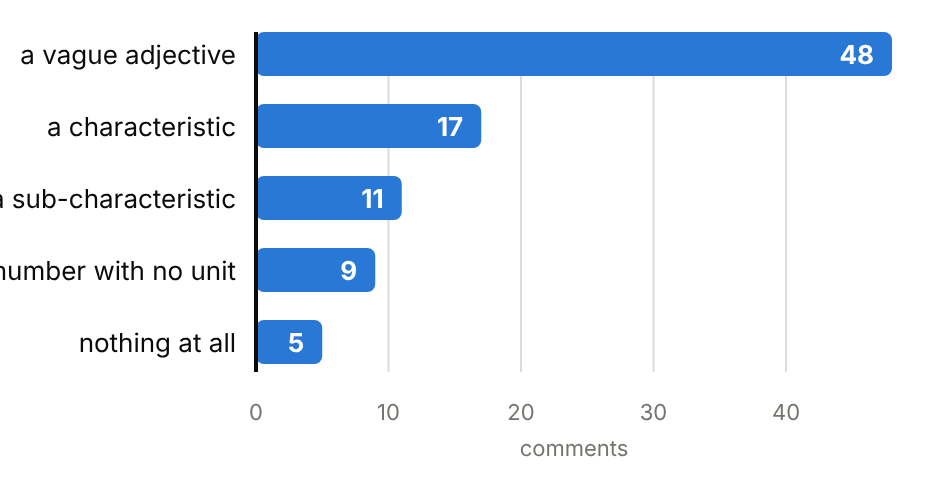 a vague adjective 48
a characteristic 17
sub-characteristic 11
number with no unit 9
nothing at all 5
0 10 20 30 40
comments